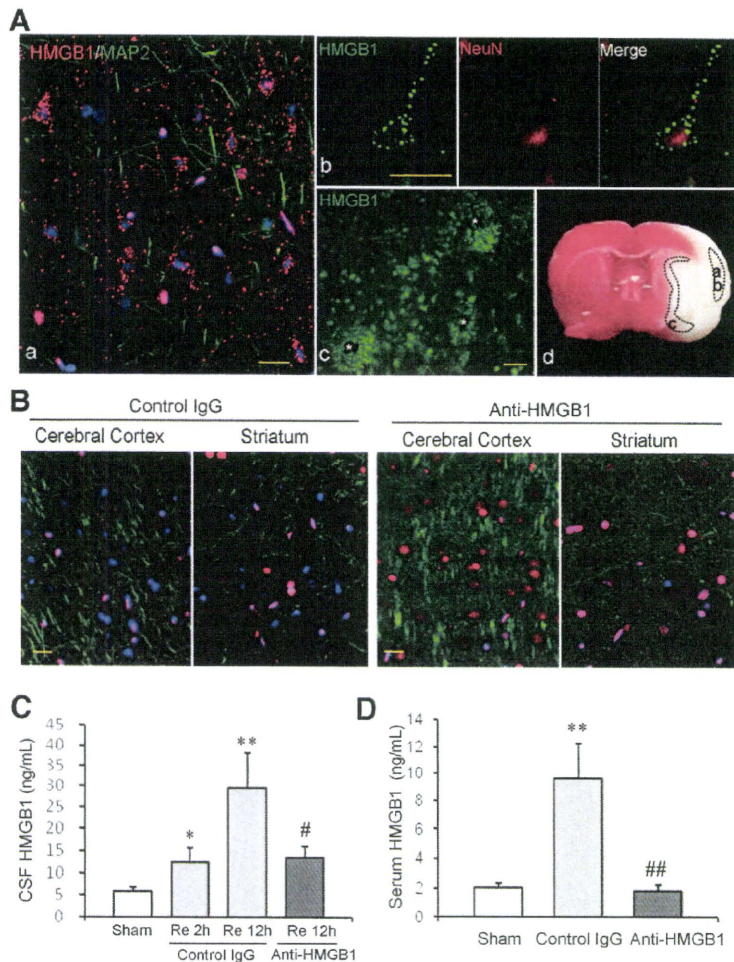 A
HMGB1/MAP2
a
HMGB1
NeuN
Merge
b
HMGB1
*
*
*
c
a
b
c
d
B
Control IgG
Anti-HMGB1
Cerebral Cortex
Striatum
Cerebral Cortex
Striatum
C
CSF HMGB1 (ng/mL)
45
40
35
30
25
20
15
10
5
0
*
**
#
Sham
Re 2h
Re 12h
Re 12h
Control IgG
Anti-HMGB1
D
Serum HMGB1 (ng/mL)
14
12
10
8
6
4
2
0
**
##
Sham
Control IgG
Anti-HMGB1